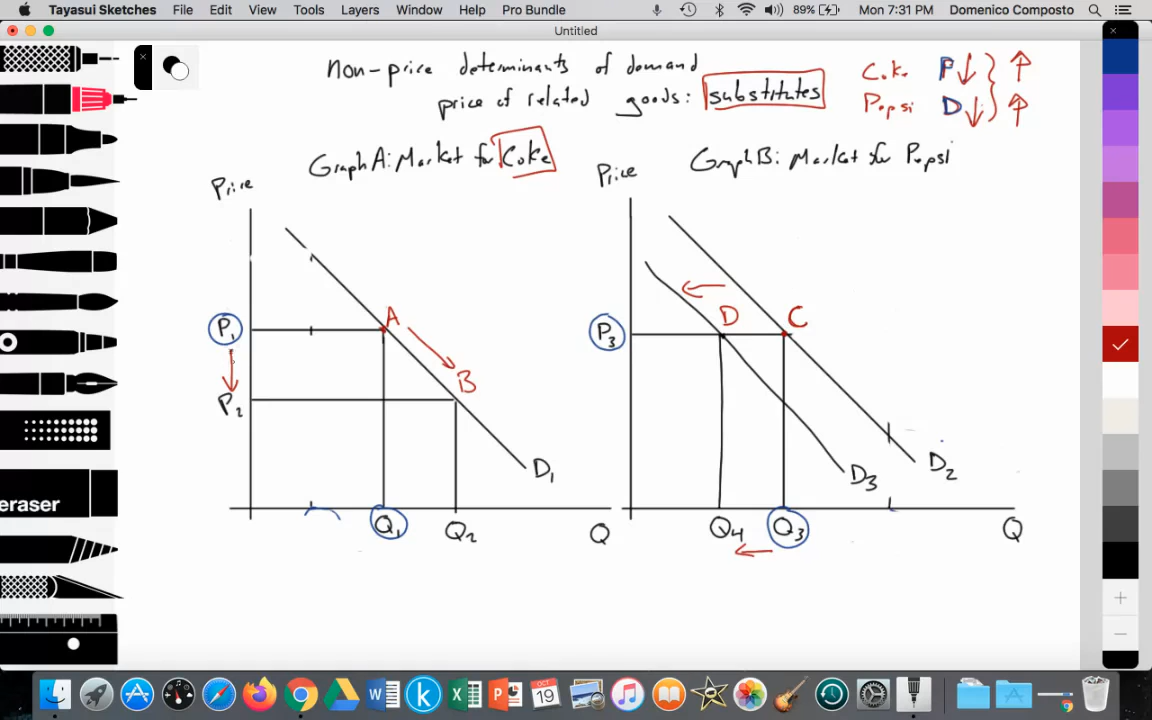 Tayasui Sketches File Edit View Tools Layers Window Help Pro Bundle 89% Mon 7:31 PM Domenico Composto
Untitled
non-price determinants of demand
price of related goods: substitutes
Coke P↓ } ↑
Pepsi D↓ } ↑
Graph A: Market for Coke
Graph B: Market for Pepsi
Price
P1
P2
A
B
D1
Q1
Q2
Q
Price
P3
D
C
D3
D2
Q4
Q3
Q
eraser
W
k
X
P
OCT
19